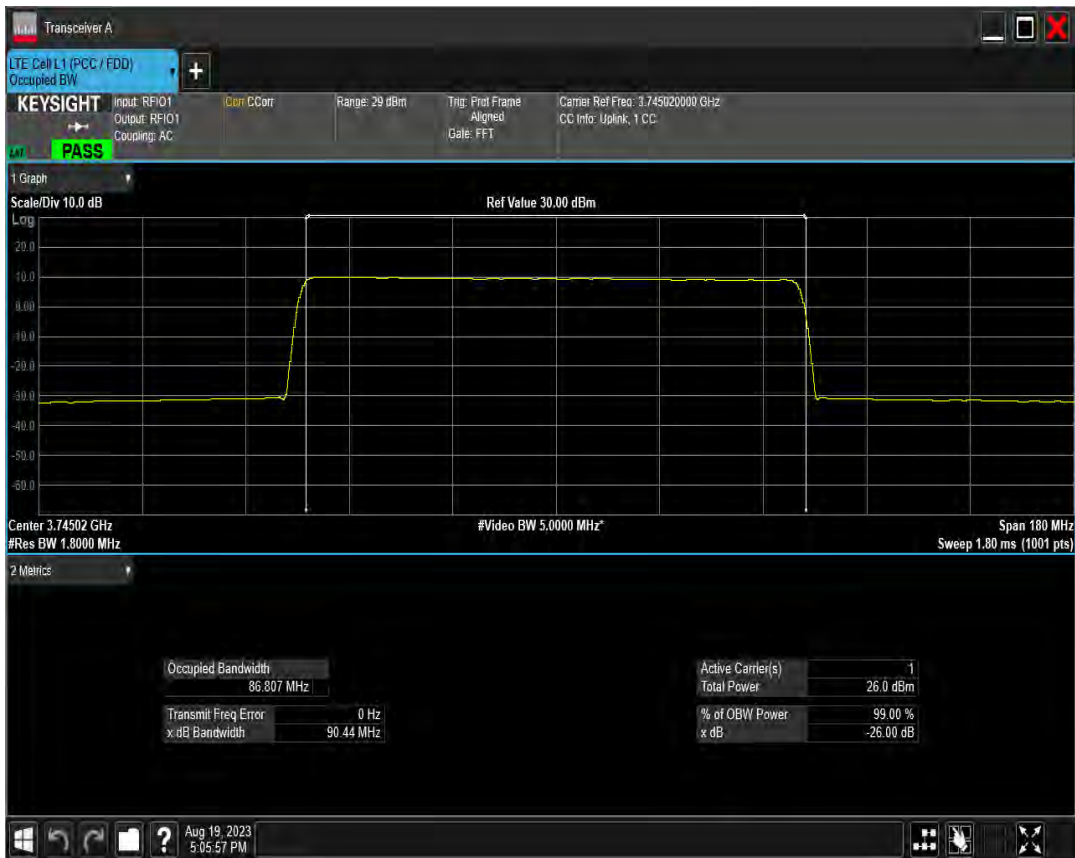 Transceiver A
LTE Cell L1 (PCC / FDD)
Occupied BW
+
KEYSIGHT
Input: RFIO1
Output: RFIO1
Coupling: AC
Corr CCorr
Range: 29 dBm
Trig: Prot Frame
Aligned
Gate: FFT
Carrier Ref Freq: 3.745020000 GHz
CC Info: Uplink, 1 CC
PASS
1 Graph
Scale/Div 10.0 dB
Ref Value 30.00 dBm
Log
20.0
10.0
0.00
-10.0
-20.0
-30.0
-40.0
-50.0
-60.0
Center 3.74502 GHz
#Video BW 5.0000 MHz*
Span 180 MHz
#Res BW 1.8000 MHz
Sweep 1.80 ms (1001 pts)
2 Metrics
Occupied Bandwidth
86.807 MHz
Transmit Freq Error 0 Hz
x dB Bandwidth 90.44 MHz
Active Carrier(s) 1
Total Power 26.0 dBm
% of OBW Power 99.00 %
x dB -26.00 dB
?
Aug 19, 2023
5:05:57 PM